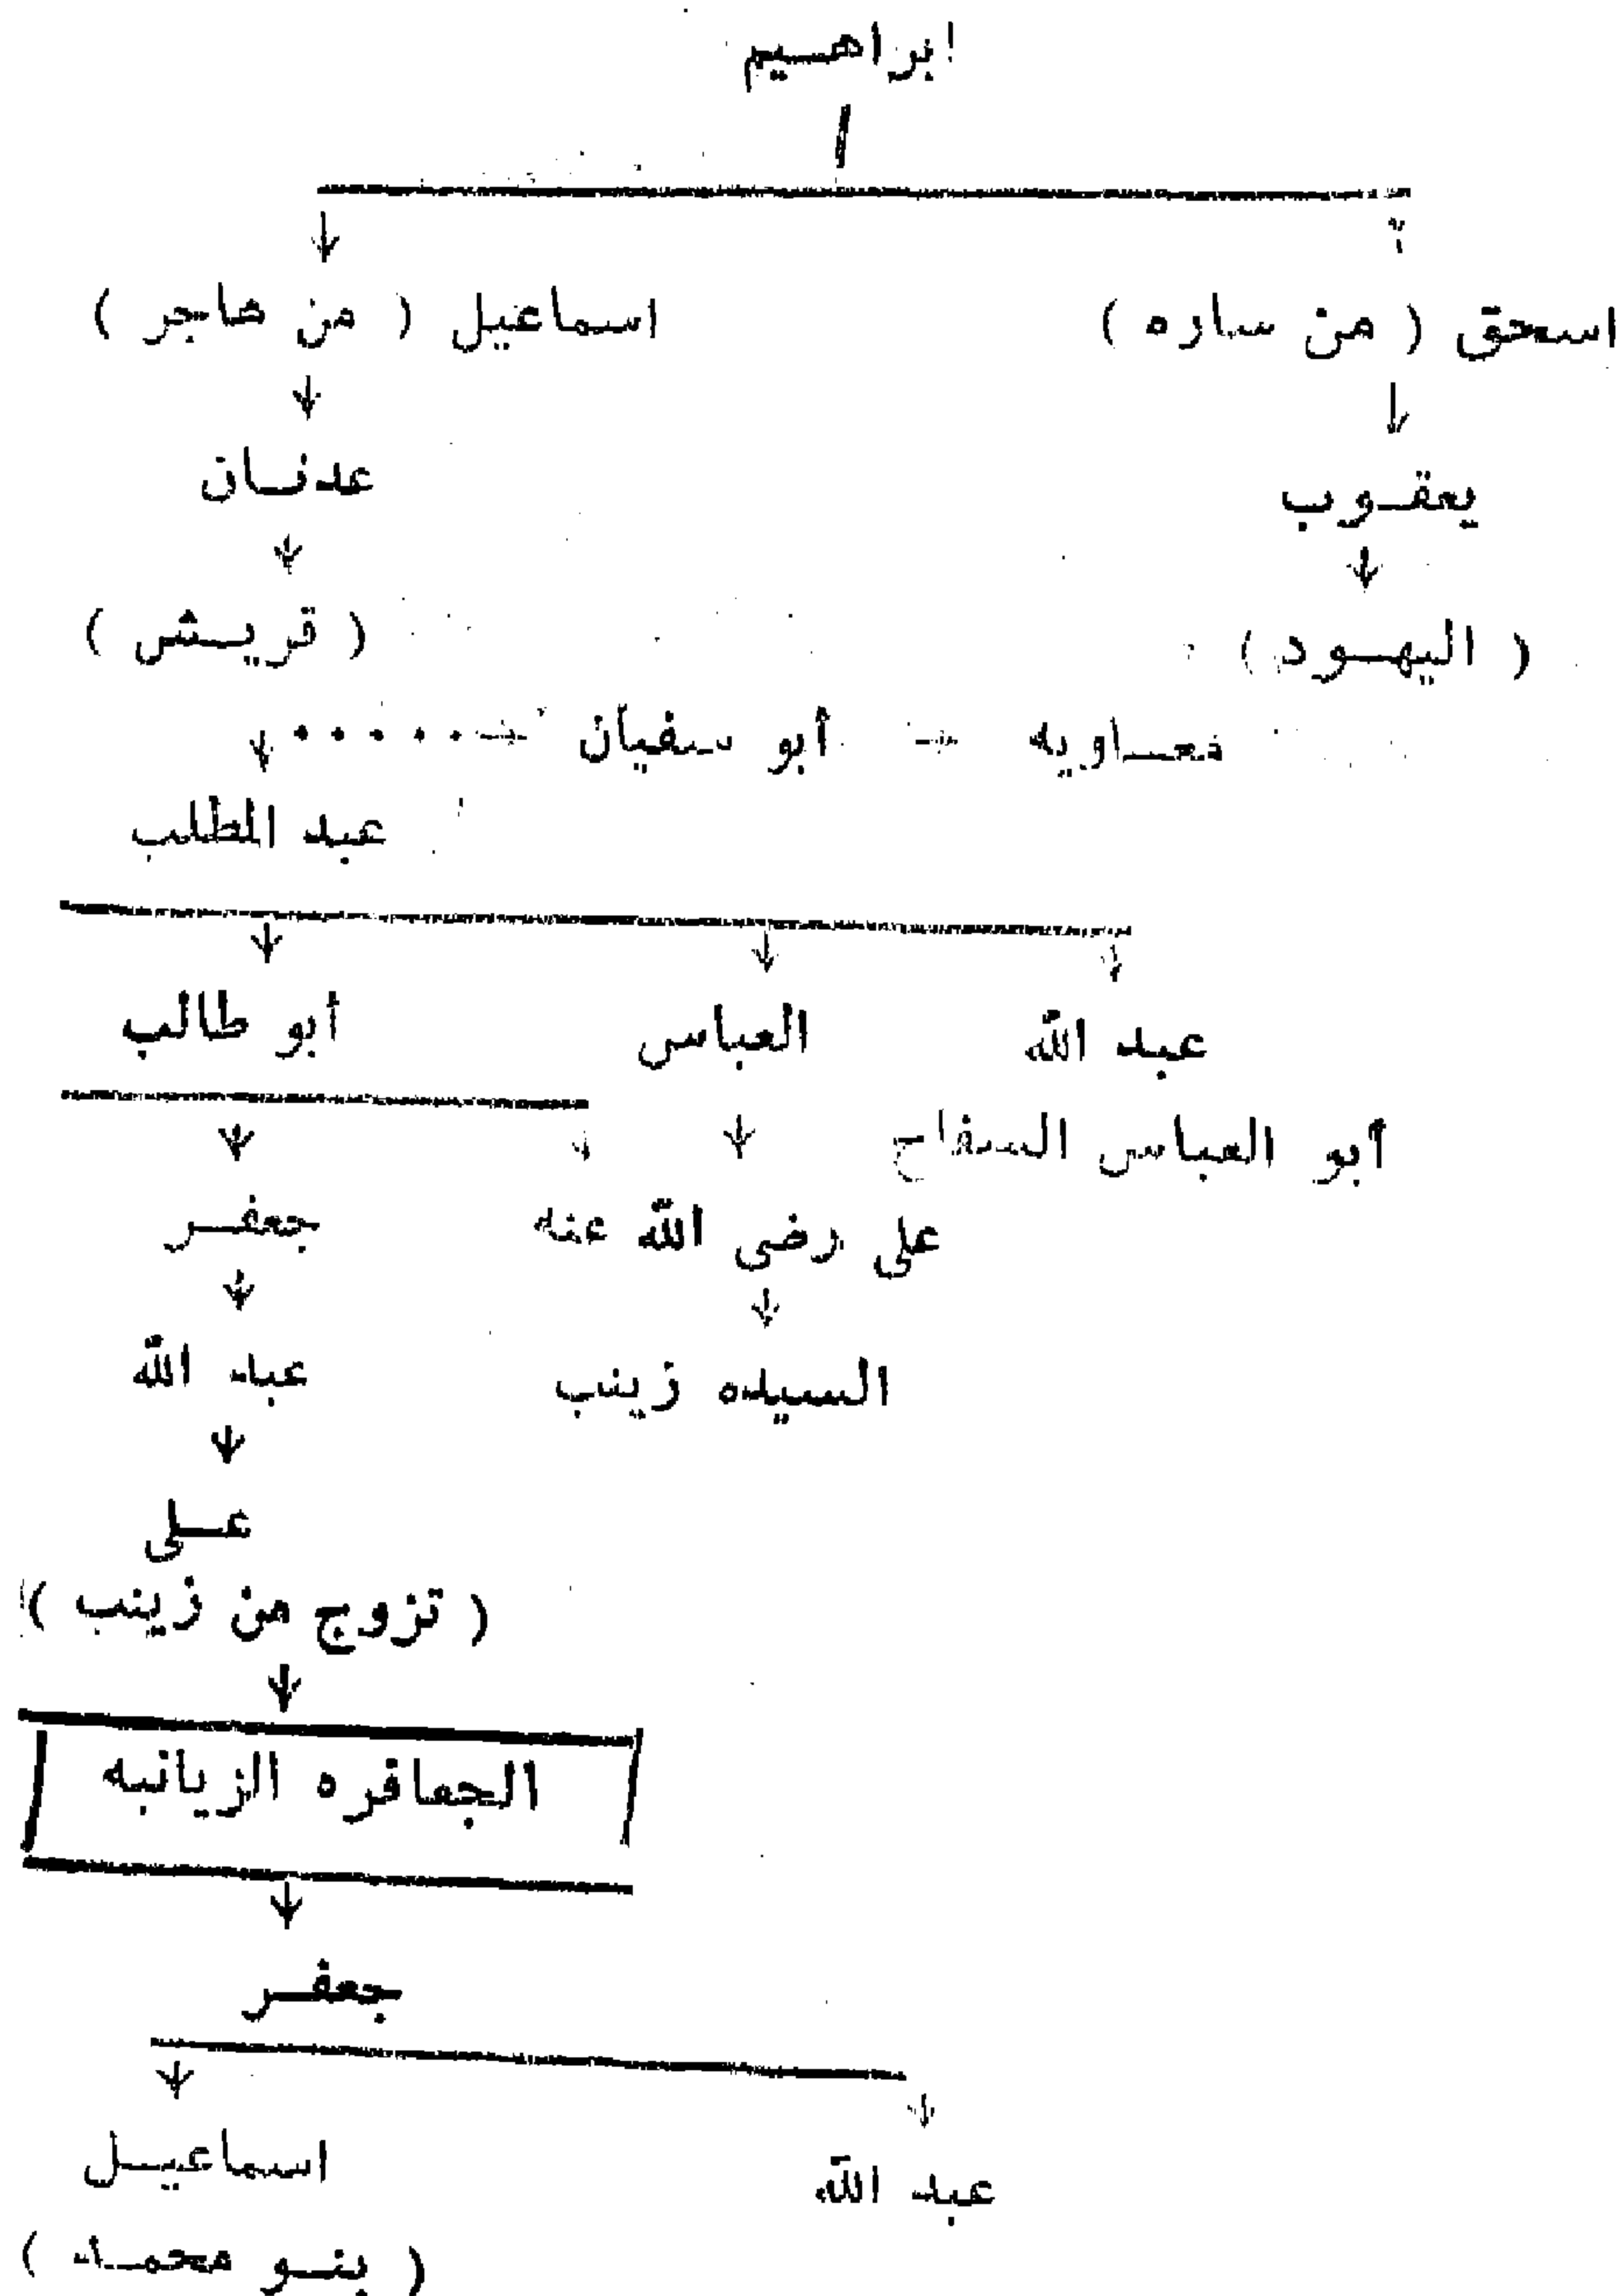 ابراهيم
اسحق ( من ساره ) اسماعيل ( من هاجر )
يعقوب عدنان
( اليهود ) ( قريش )
معاويه أبو سفيان .....
عبد المطلب
عبد الله العباس أبو طالب
أبو العباس السفاح
على رضى الله عنه جعفر
السيده زينب عبد الله
على
( تزوج من زينب )
الجعافره الزيانبه
جعفر
عبد الله اسماعيل
( بنو محمد )